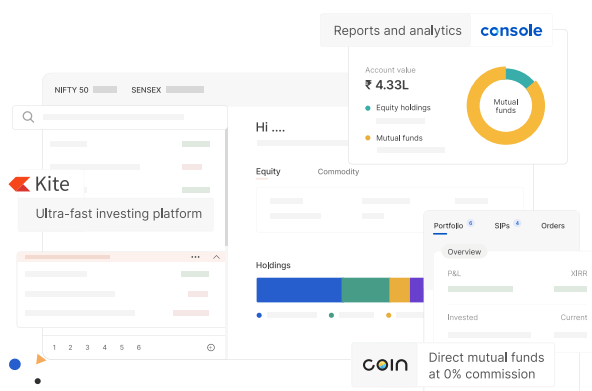 Reports and analytics
console
Account value
₹ 4.33L
Equity holdings
Mutual funds
Mutual
funds
NIFTY 50
SENSEX
Hi ....
Equity
Commodity
Kite
Ultra-fast investing platform
Holdings
1 2 3 4 5 6
Portfolio 6
SIPs 4
Orders
Overview
P&L
XIRR
Invested
Current
coin
Direct mutual funds
at 0% commission